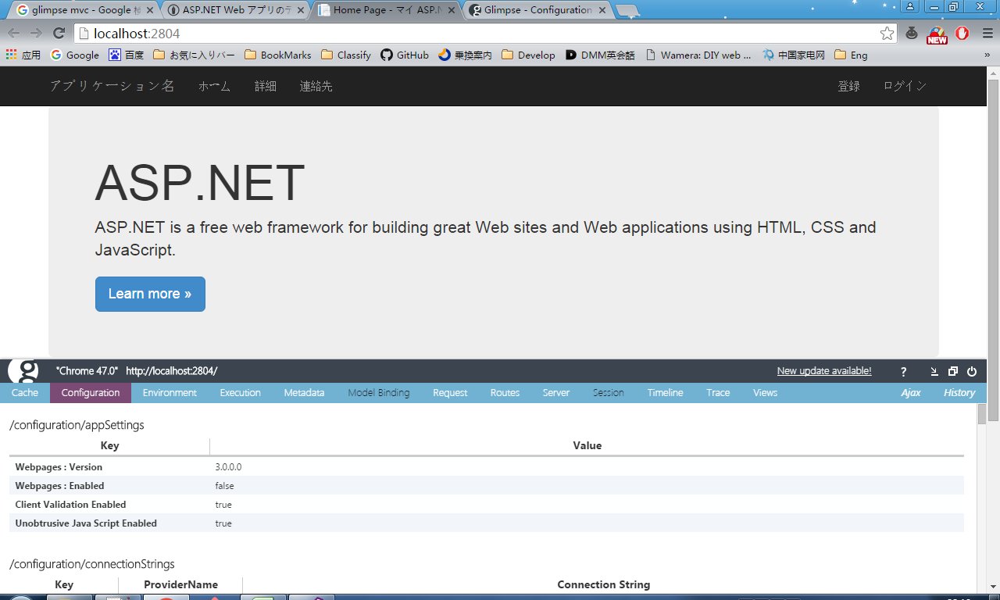 glimpse mvc - Google 検
ASP.NET Web アプリのデ
Home Page - マイ ASP.N
Glimpse - Configuration
localhost:2804
NEW
应用 Google 百度 お気に入りバー BookMarks Classify GitHub 乗換案内 Develop DMM英会話 Wamera: DIY web ... 中国家电网 Eng »
アプリケーション名 ホーム 詳細 連絡先 登録 ログイン
ASP.NET
ASP.NET is a free web framework for building great Web sites and Web applications using HTML, CSS and
JavaScript.
Learn more »
"Chrome 47.0" http://localhost:2804/ New update available! ?
Cache Configuration Environment Execution Metadata Model Binding Request Routes Server Session Timeline Trace Views Ajax History
/configuration/appSettings
Key Value
Webpages : Version 3.0.0.0
Webpages : Enabled false
Client Validation Enabled true
Unobtrusive Java Script Enabled true
/configuration/connectionStrings
Key ProviderName Connection String